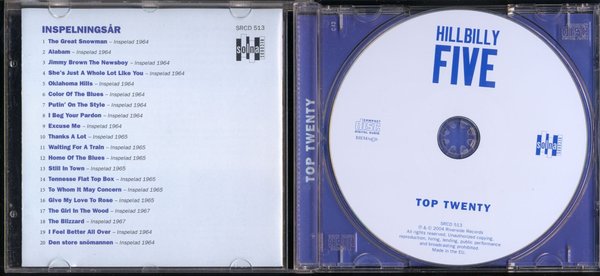 INSPELNINGSÅR
SRCD 513
solna
RECORDS
1 The Great Snowman – Inspelad 1964
2 Alabam – Inspelad 1964
3 Jimmy Brown The Newsboy – Inspelad 1964
4 She's Just A Whole Lot Like You – Inspelad 1964
5 Oklahoma Hills – Inspelad 1964
6 Color Of The Blues – Inspelad 1964
7 Putin' On The Style – Inspelad 1964
8 I Beg Your Pardon – Inspelad 1964
9 Excuse Me – Inspelad 1964
10 Thanks A Lot – Inspelad 1965
11 Waiting For A Train – Inspelad 1965
12 Home Of The Blues – Inspelad 1965
13 Still In Town – Inspelad 1965
14 Tennesse Flat Top Box – Inspelad 1965
15 To Whom It May Concern – Inspelad 1965
16 Give My Love To Rose – Inspelad 1965
17 The Girl In The Wood – Inspelad 1967
18 The Blizzard – Inspelad 1967
19 I Feel Better All Over – Inspelad 1964
20 Den store snömannen – Inspelad 1964
TOP TWENTY
HILLBILLY
FIVE
COMPACT
disc
DIGITAL AUDIO
solna
TOP TWENTY
SRCD 513
℗ & © 2004 Riverside Records
All rights reserved. Unauthorized copying,
reproduction, hiring, lending, public performance
and broadcasting prohibited.
Made in the EU.